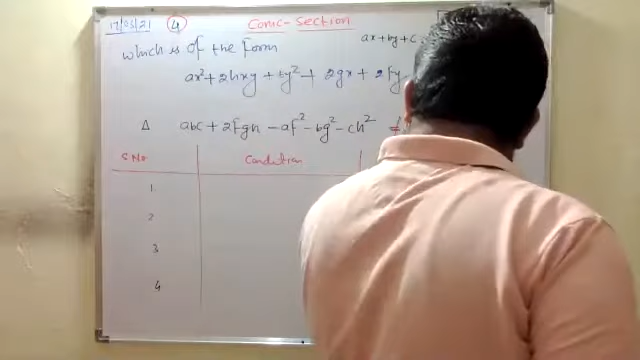 17/05/21 4 Conic-Section
ax+by+c
which is of the Form
ax²+2hxy+by²+2gx+2fy
Δ abc+2fgh-af²-bg²-ch² ≠
S No Condition
1
2
3
4